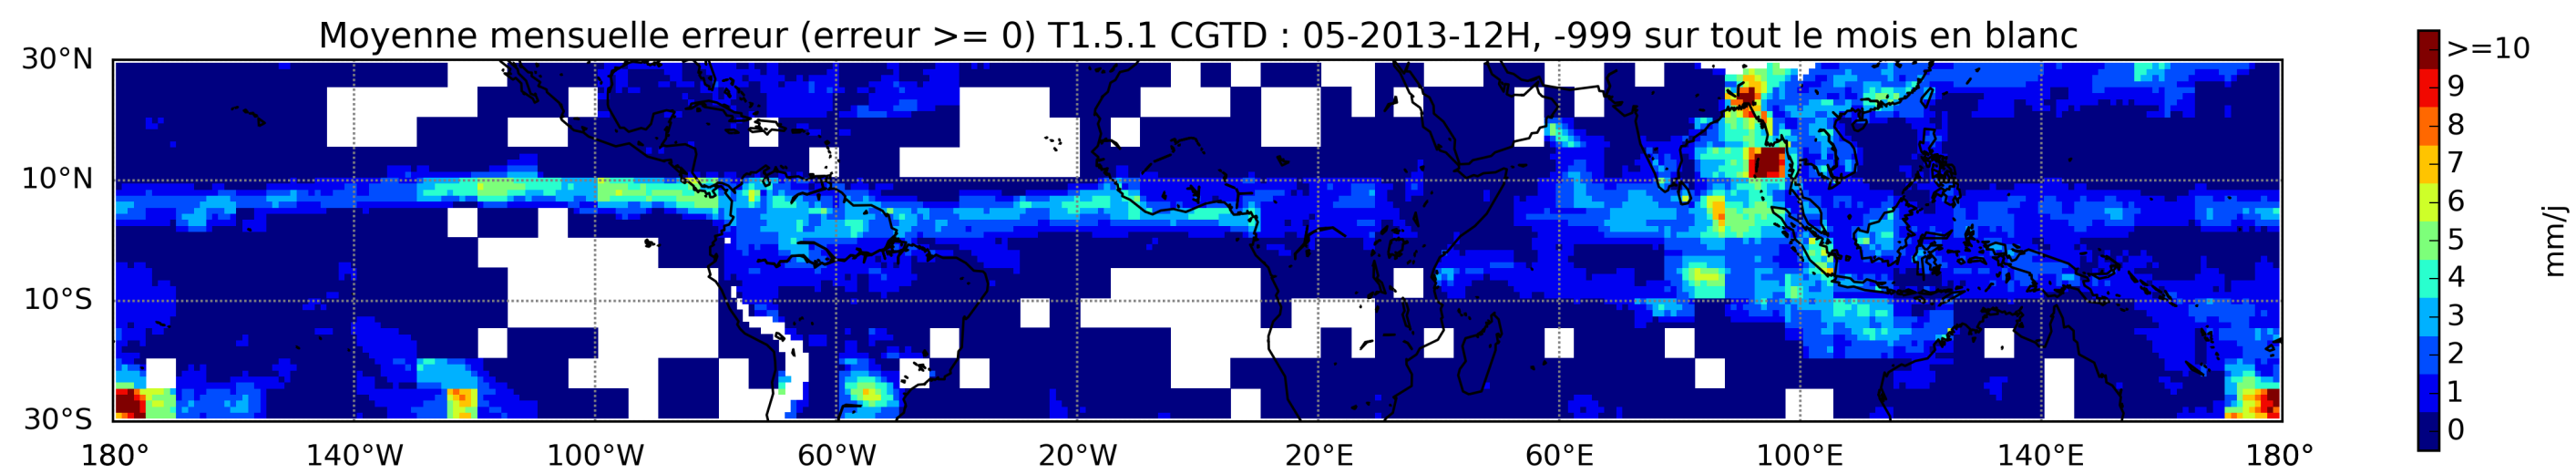 Moyenne mensuelle erreur (erreur >= 0) T1.5.1 CGTD : 05-2013-12H, -999 sur tout le mois en blanc
30°N
10°N
10°S
30°S
180° 140°W 100°W 60°W 20°W 20°E 60°E 100°E 140°E 180°
>=10
9
8
7
6
5
4
3
2
1
0
mm/j